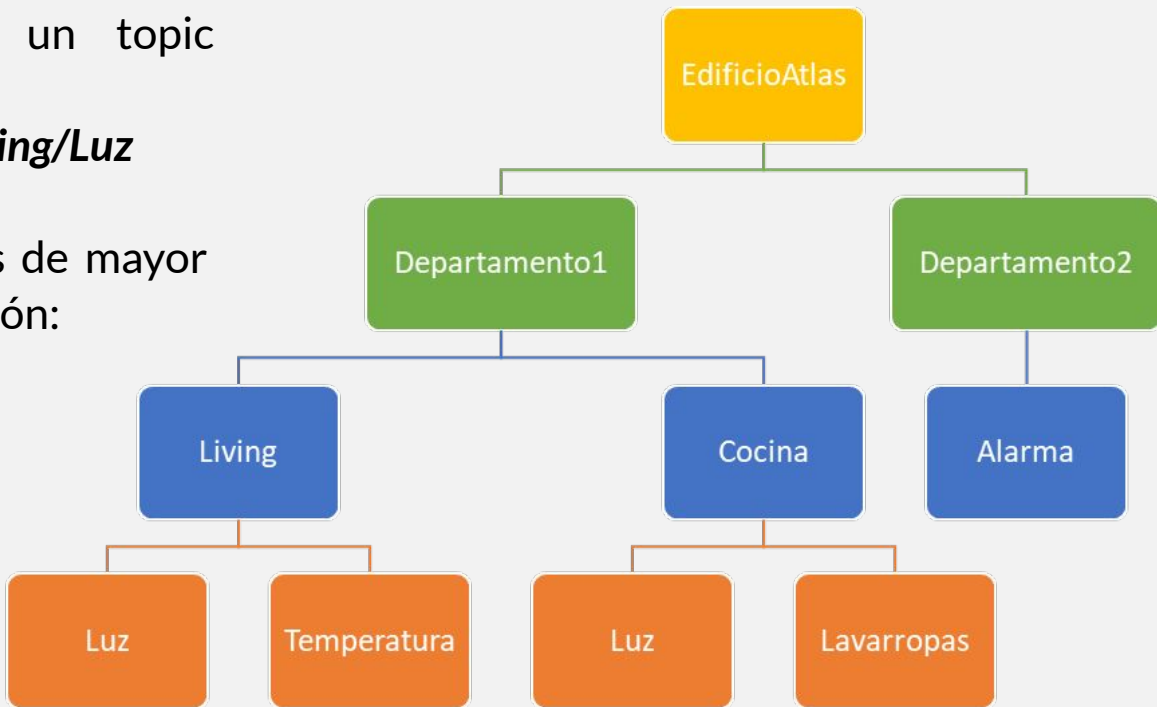 un topic
ing/Luz
s de mayor
ón:
EdificioAtlas
Departamento1
Departamento2
Living
Cocina
Alarma
Luz
Temperatura
Luz
Lavarropas